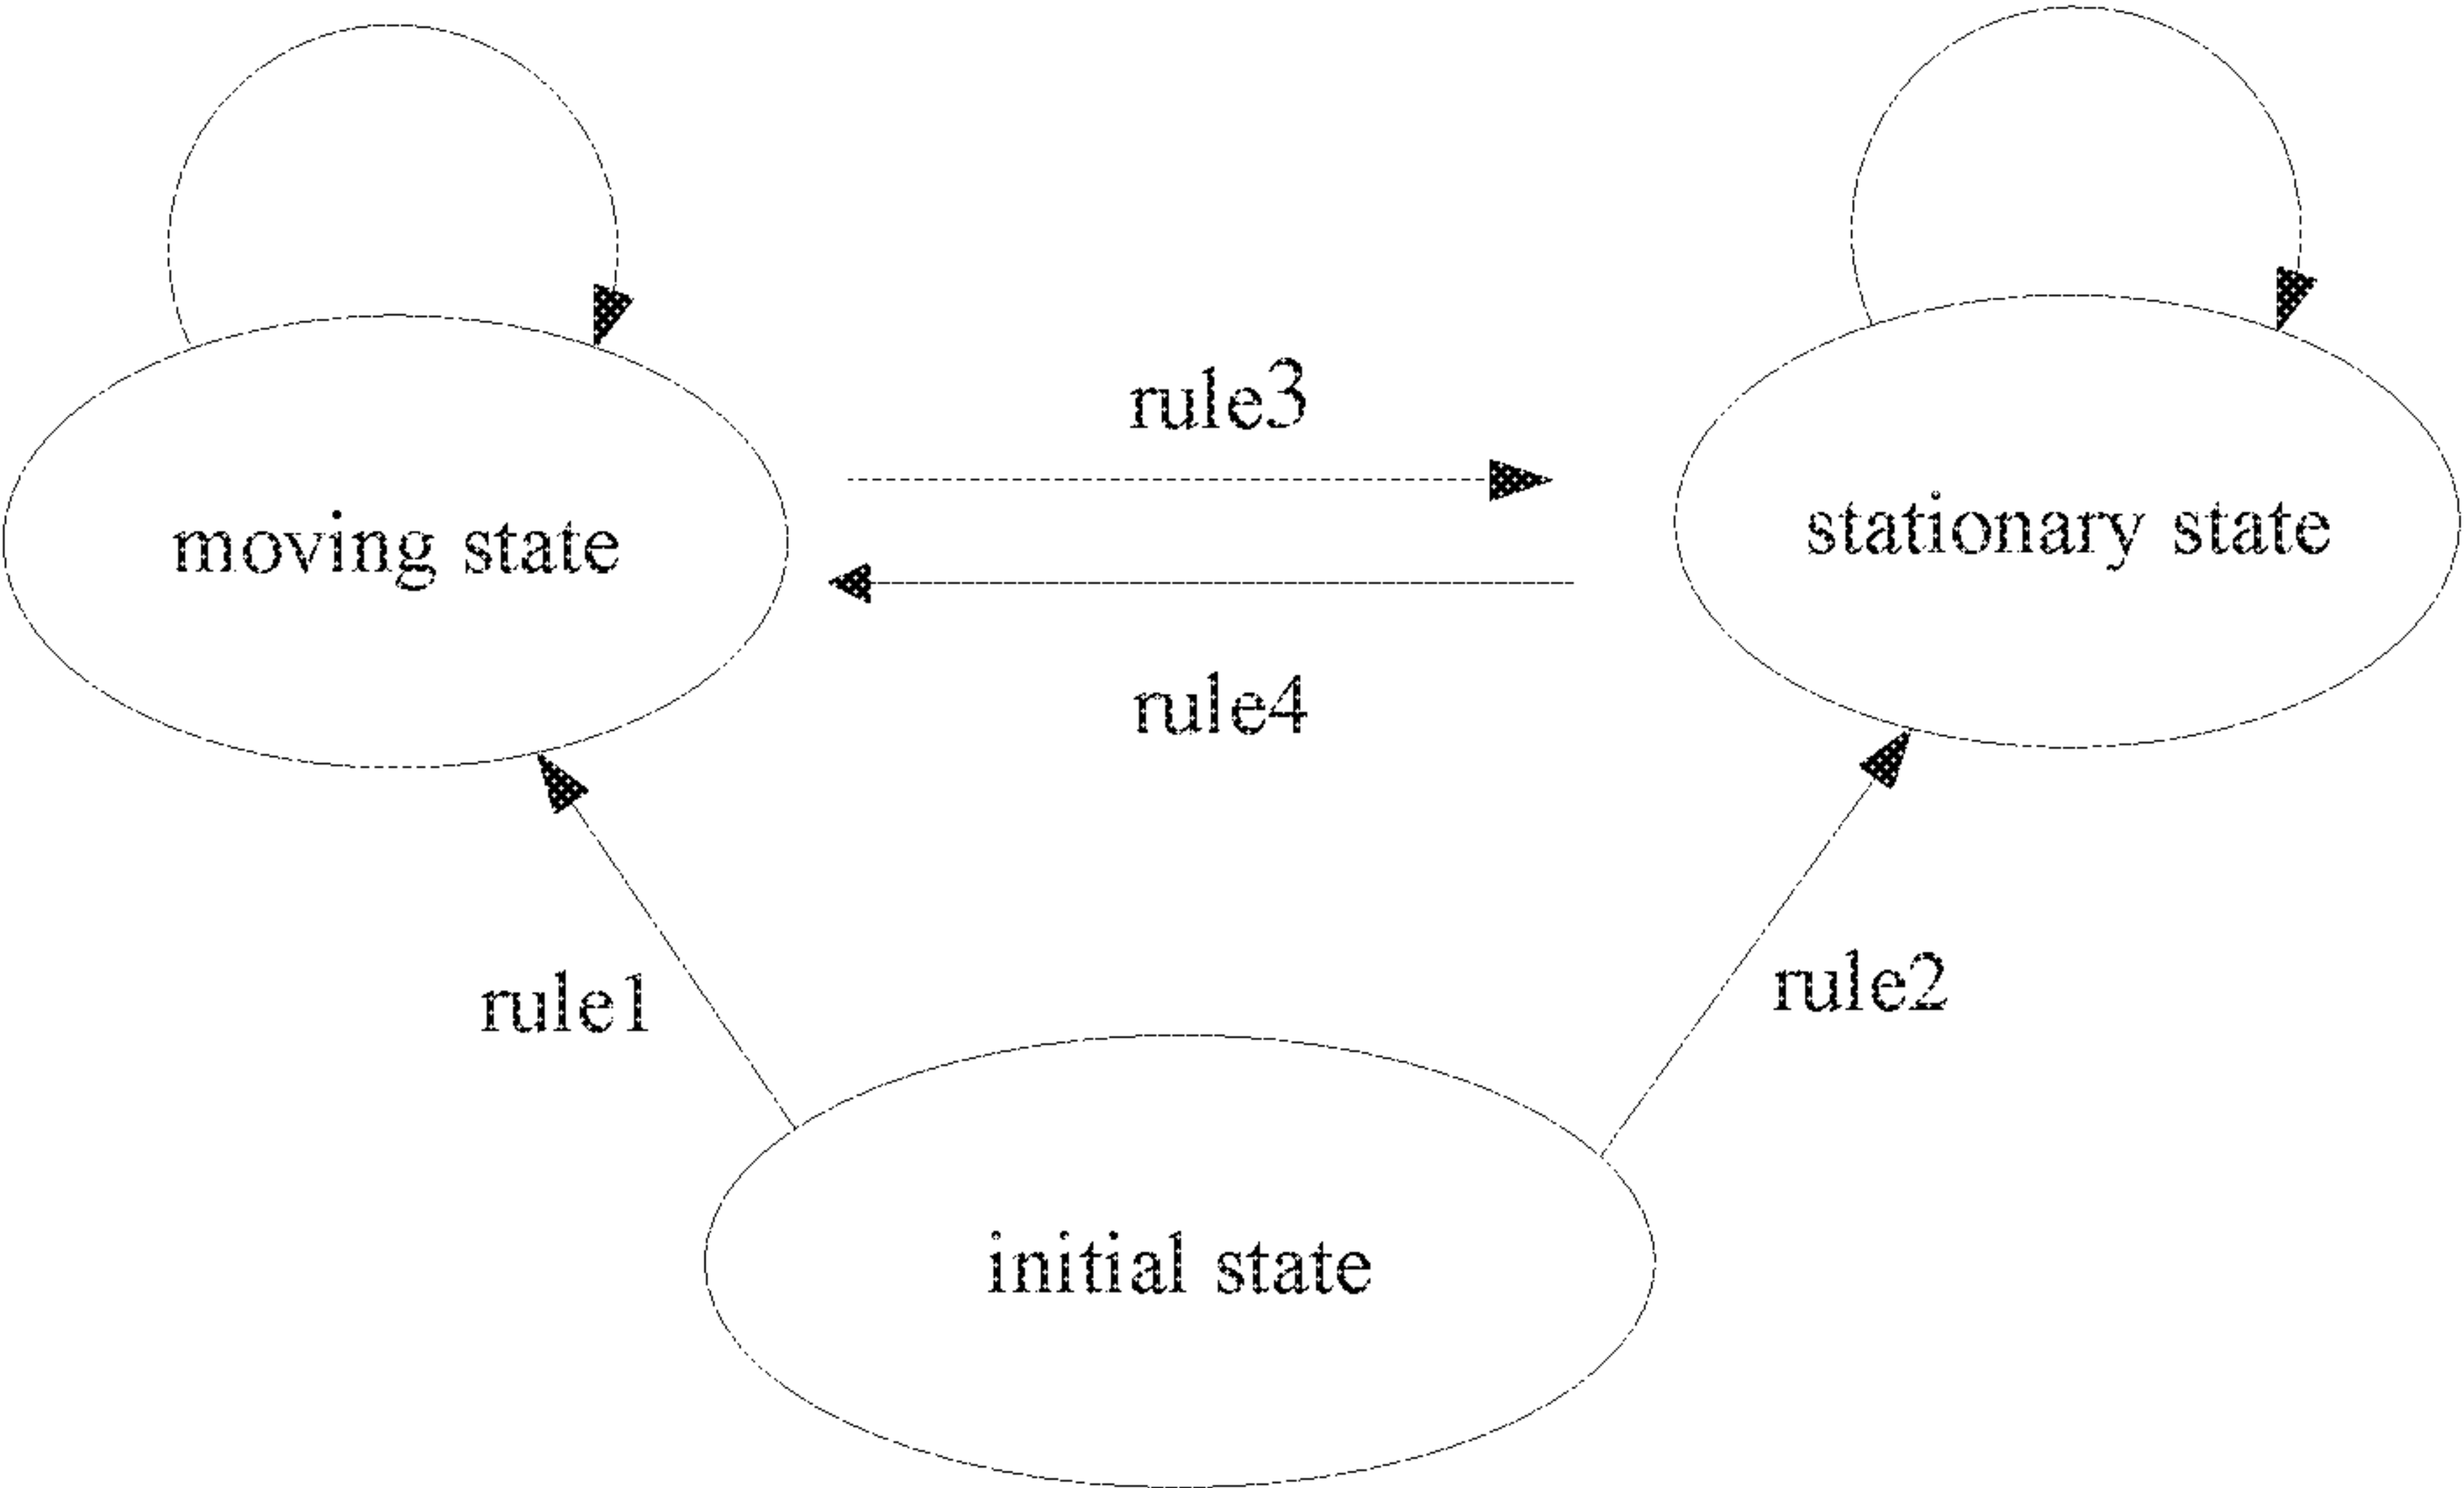 rule3
moving state
stationary state
rule4
rule1
rule2
initial state